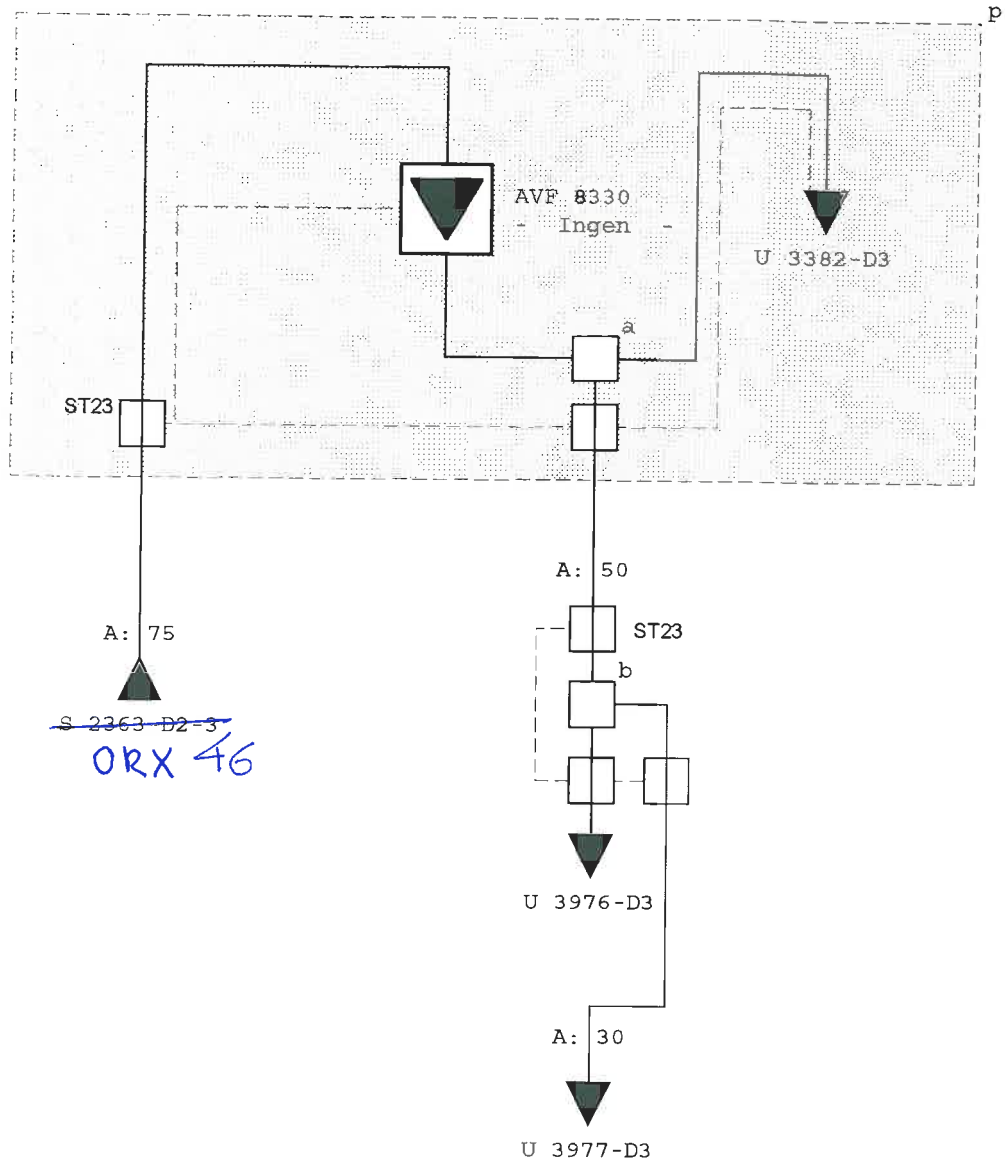 p
AVF 8330
- Ingen -
U 3382-D3
a
ST23
A: 50
A: 75
ST23
b
S 2363-D2-3
ORX 46
U 3976-D3
A: 30
U 3977-D3